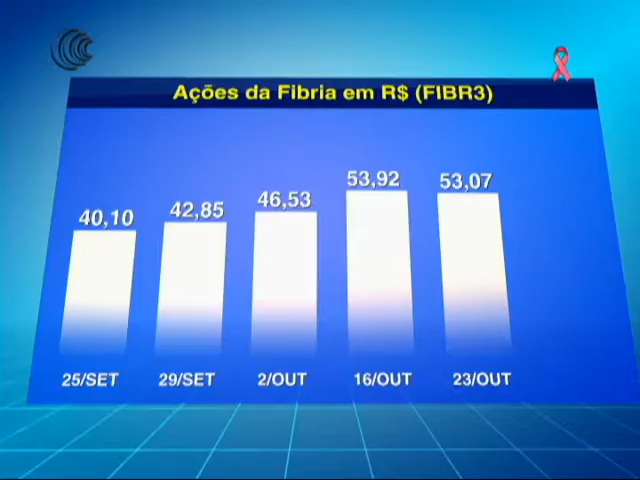 Ações da Fibria em R$ (FIBR3)
40,10 42,85 46,53 53,92 53,07
25/SET 29/SET 2/OUT 16/OUT 23/OUT